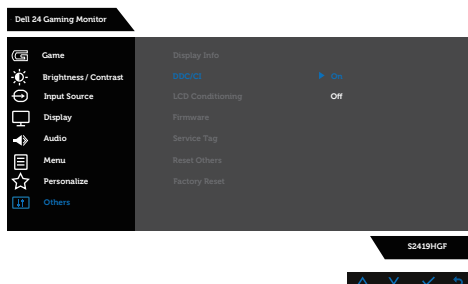 Dell 24 Gaming Monitor
Game
Display Info
Brightness / Contrast
DDC/CI
On
Input Source
LCD Conditioning
Off
Display
Firmware
Audio
Service Tag
Menu
Reset Others
Personalize
Factory Reset
Others
S2419HGF